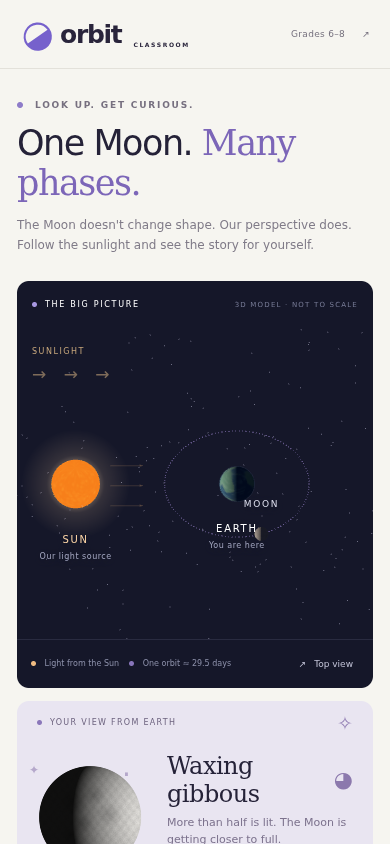 orbit CLASSROOM
Grades 6–8 ↗
LOOK UP. GET CURIOUS.
One Moon. Many
phases.
The Moon doesn't change shape. Our perspective does.
Follow the sunlight and see the story for yourself.
THE BIG PICTURE
3D MODEL · NOT TO SCALE
SUNLIGHT
→ → →
MOON
EARTH
You are here
SUN
Our light source
Light from the Sun
One orbit ≈ 29.5 days
↗ Top view
YOUR VIEW FROM EARTH
Waxing
gibbous
More than half is lit. The Moon is
getting closer to full.